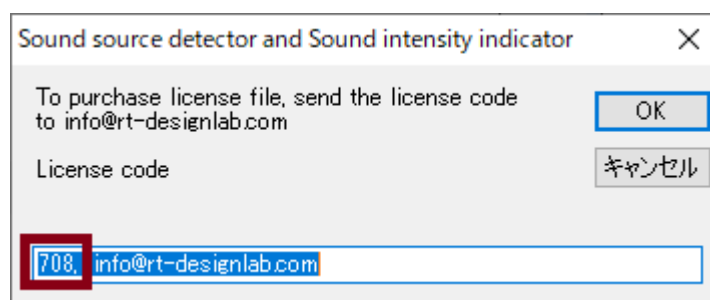 Sound source detector and Sound intensity indicator
To purchase license file, send the license code
to info@rt-designlab.com
OK
License code
キャンセル
708, info@rt-designlab.com